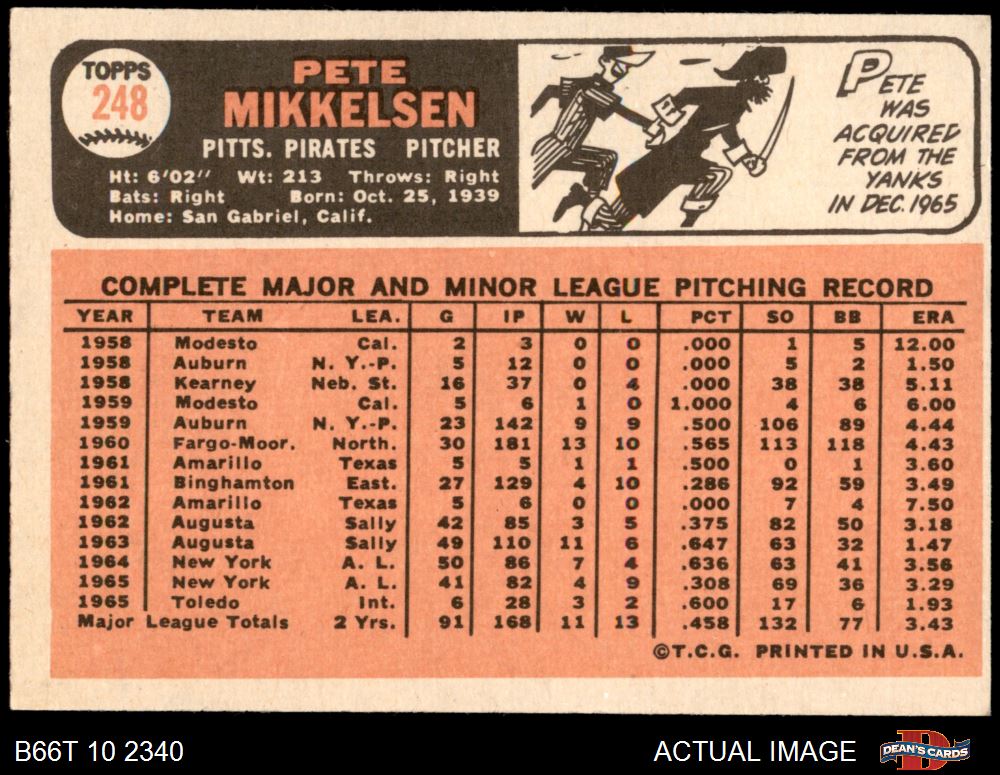 TOPPS
248
PETE
MIKKELSEN
PITTS. PIRATES PITCHER
Ht: 6'02" Wt: 213 Throws: Right
Bats: Right Born: Oct. 25, 1939
Home: San Gabriel, Calif.
PETE
WAS
ACQUIRED
FROM THE
YANKS
IN DEC. 1965
COMPLETE MAJOR AND MINOR LEAGUE PITCHING RECORD
YEAR TEAM LEA. G IP W L PCT SO BB ERA
1958 Modesto Cal. 2 3 0 0 .000 1 5 12.00
1958 Auburn N. Y.-P. 5 12 0 0 .000 5 2 1.50
1958 Kearney Neb. St. 16 37 0 4 .000 38 38 5.11
1959 Modesto Cal. 5 6 1 0 1.000 4 6 6.00
1959 Auburn N. Y.-P. 23 142 9 9 .500 106 89 4.44
1960 Fargo-Moor. North. 30 181 13 10 .565 113 118 4.43
1961 Amarillo Texas 5 5 1 1 .500 0 1 3.60
1961 Binghamton East. 27 129 4 10 .286 92 59 3.49
1962 Amarillo Texas 5 6 0 0 .000 7 4 7.50
1962 Augusta Sally 42 85 3 5 .375 82 50 3.18
1963 Augusta Sally 49 110 11 6 .647 63 32 1.47
1964 New York A. L. 50 86 7 4 .636 63 41 3.56
1965 New York A. L. 41 82 4 9 .308 69 36 3.29
1965 Toledo Int. 6 28 3 2 .600 17 6 1.93
Major League Totals 2 Yrs. 91 168 11 13 .458 132 77 3.43
©T.C.G. PRINTED IN U.S.A.
B66T 10 2340
ACTUAL IMAGE
DEAN'S CARDS